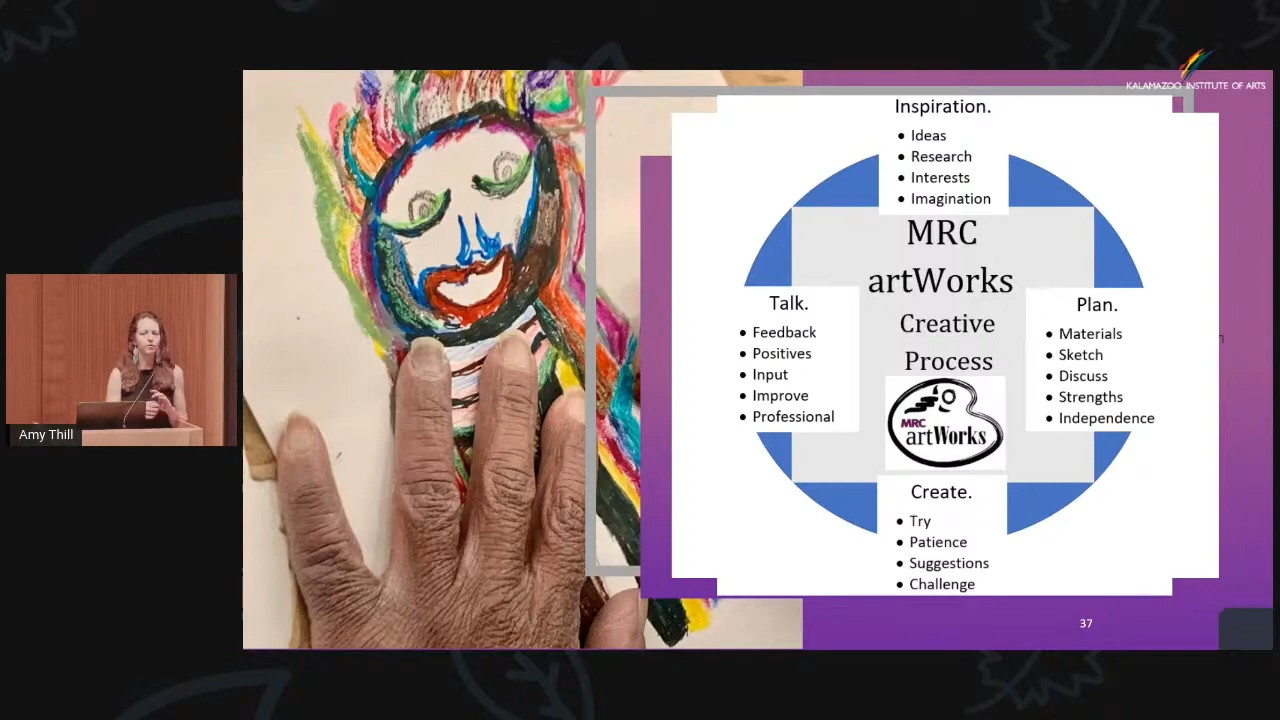 KALAMAZOO INSTITUTE OF ARTS
Inspiration.
• Ideas
• Research
• Interests
• Imagination
MRC
artWorks
Creative
Process
MRC
artWorks
Talk.
• Feedback
• Positives
• Input
• Improve
• Professional
Plan.
• Materials
• Sketch
• Discuss
• Strengths
• Independence
Create.
• Try
• Patience
• Suggestions
• Challenge
37
Amy Thill